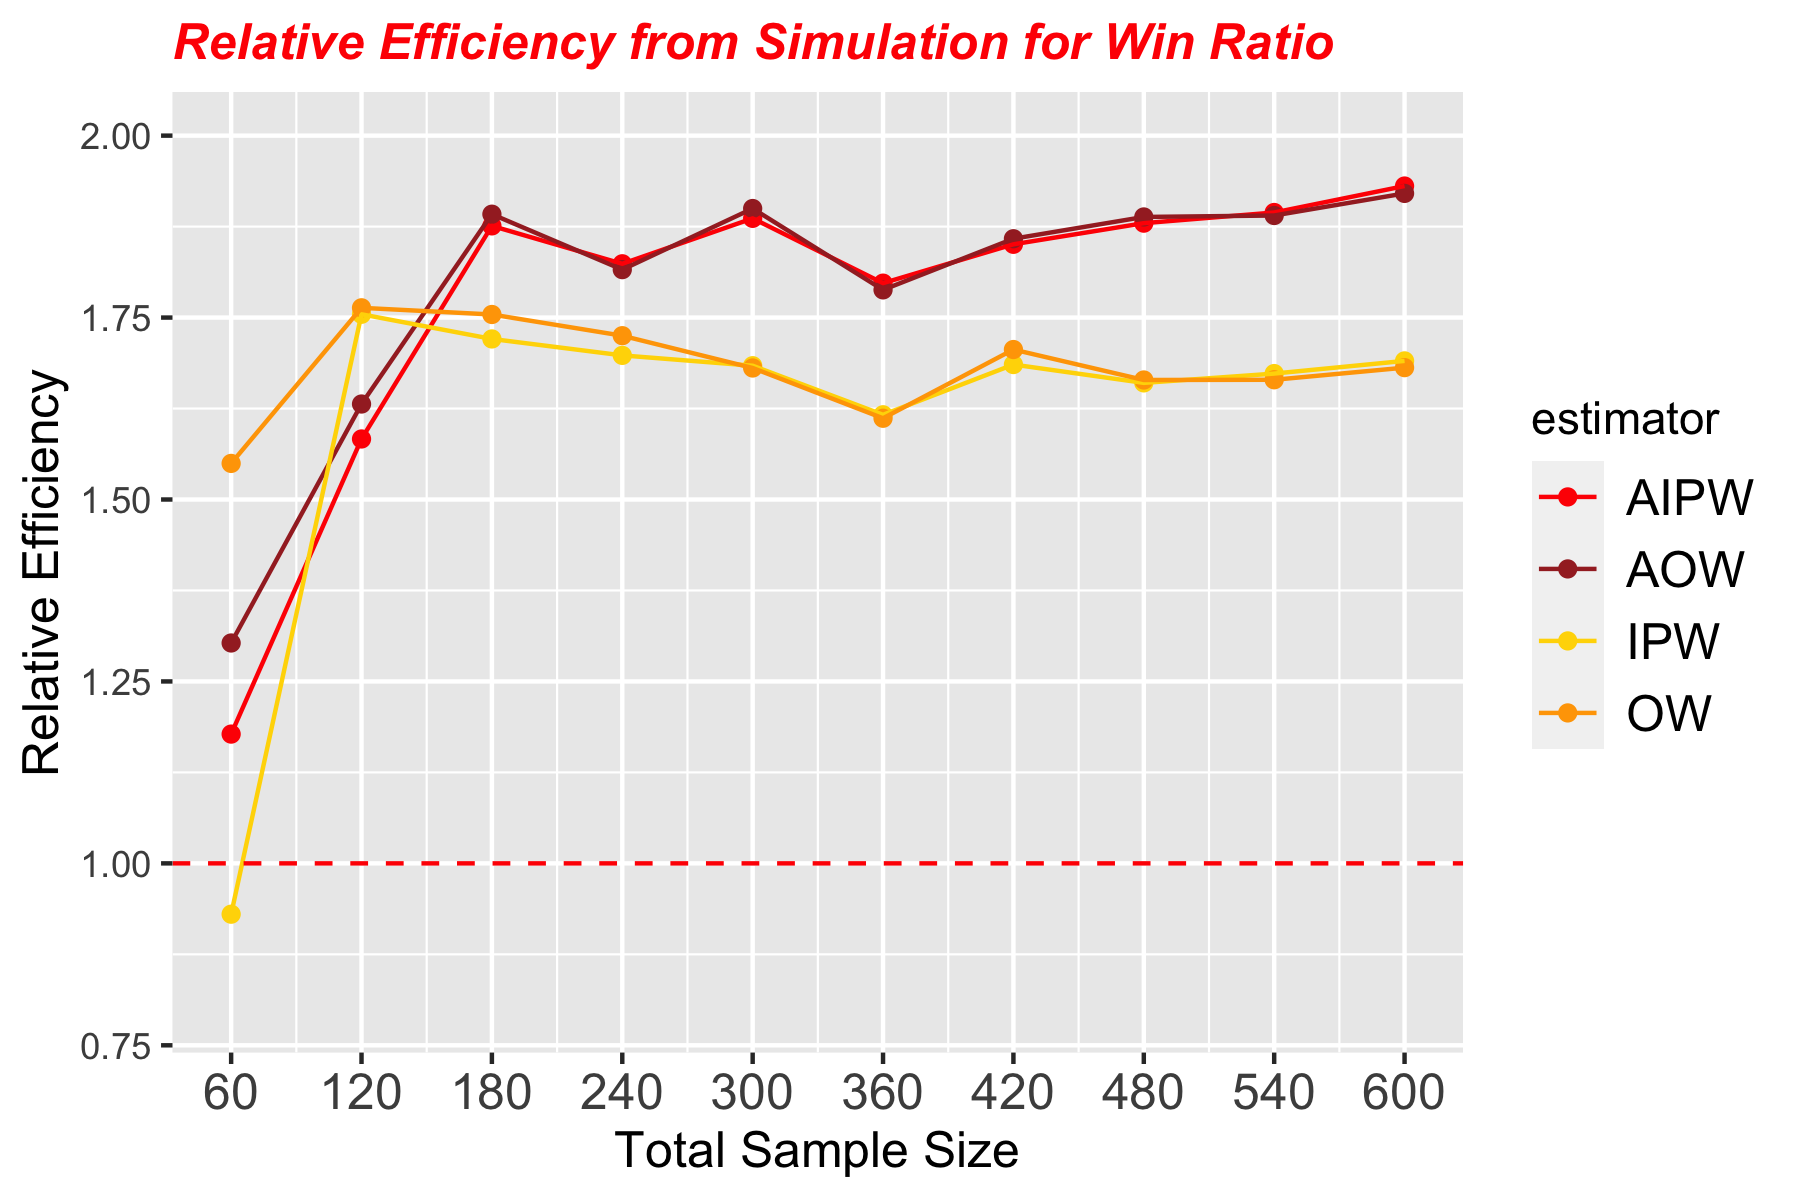 Relative Efficiency from Simulation for Win Ratio
2.00
1.75
1.50
1.25
1.00
0.75
Relative Efficiency
60 120 180 240 300 360 420 480 540 600
Total Sample Size
estimator
AIPW
AOW
IPW
OW